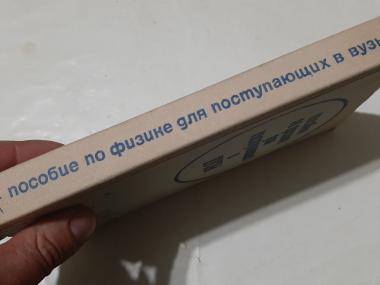 пособие по физике для поступающих в вузы